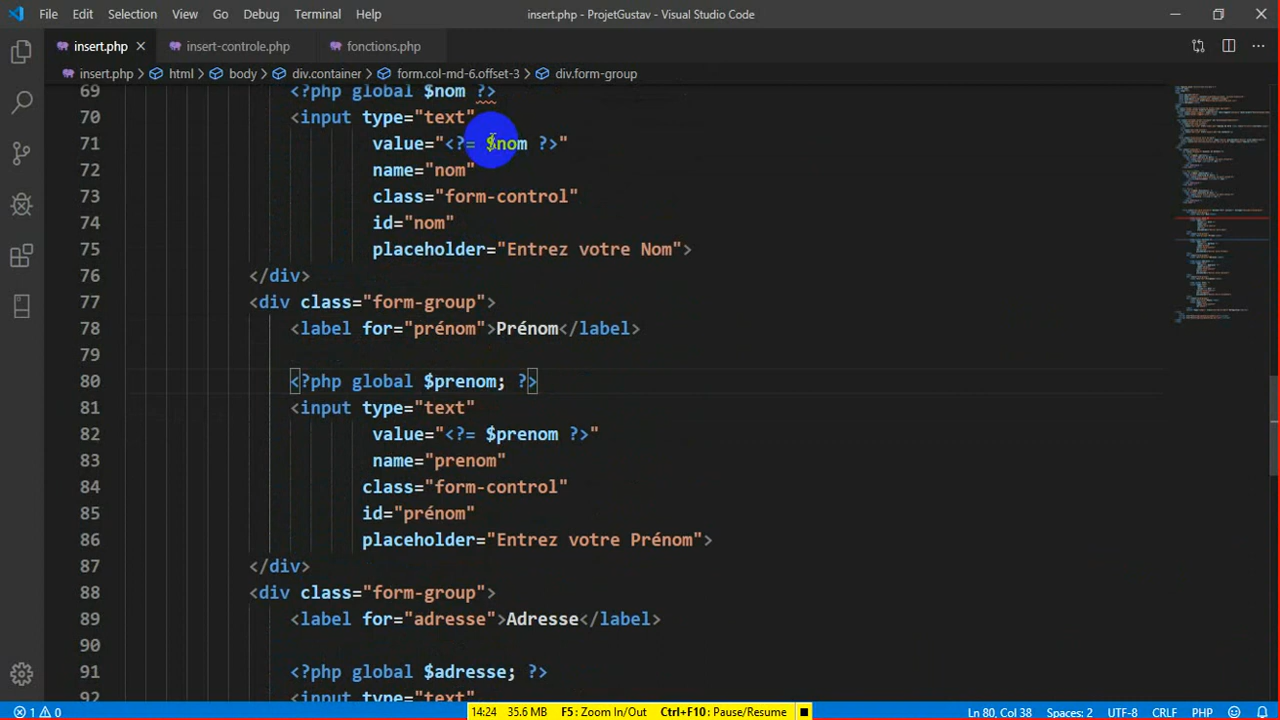 File Edit Selection View Go Debug Terminal Help insert.php - ProjetGustav - Visual Studio Code
insert.php insert-controle.php fonctions.php
insert.php > html > body > div.container > form.col-md-6.offset-3 > div.form-group
69 <?php global $nom ?>
70 <input type="text"
71 value="<?= $nom ?>"
72 name="nom"
73 class="form-control"
74 id="nom"
75 placeholder="Entrez votre Nom">
76 </div>
77 <div class="form-group">
78 <label for="prénom">Prénom</label>
79
80 <?php global $prenom; ?>
81 <input type="text"
82 value="<?= $prenom ?>"
83 name="prenom"
84 class="form-control"
85 id="prénom"
86 placeholder="Entrez votre Prénom">
87 </div>
88 <div class="form-group">
89 <label for="adresse">Adresse</label>
90
91 <?php global $adresse; ?>
92 <input type="text"
1 0 14:24 35.6 MB F5: Zoom In/Out Ctrl+F10: Pause/Resume Ln 80, Col 38 Spaces: 2 UTF-8 CRLF PHP